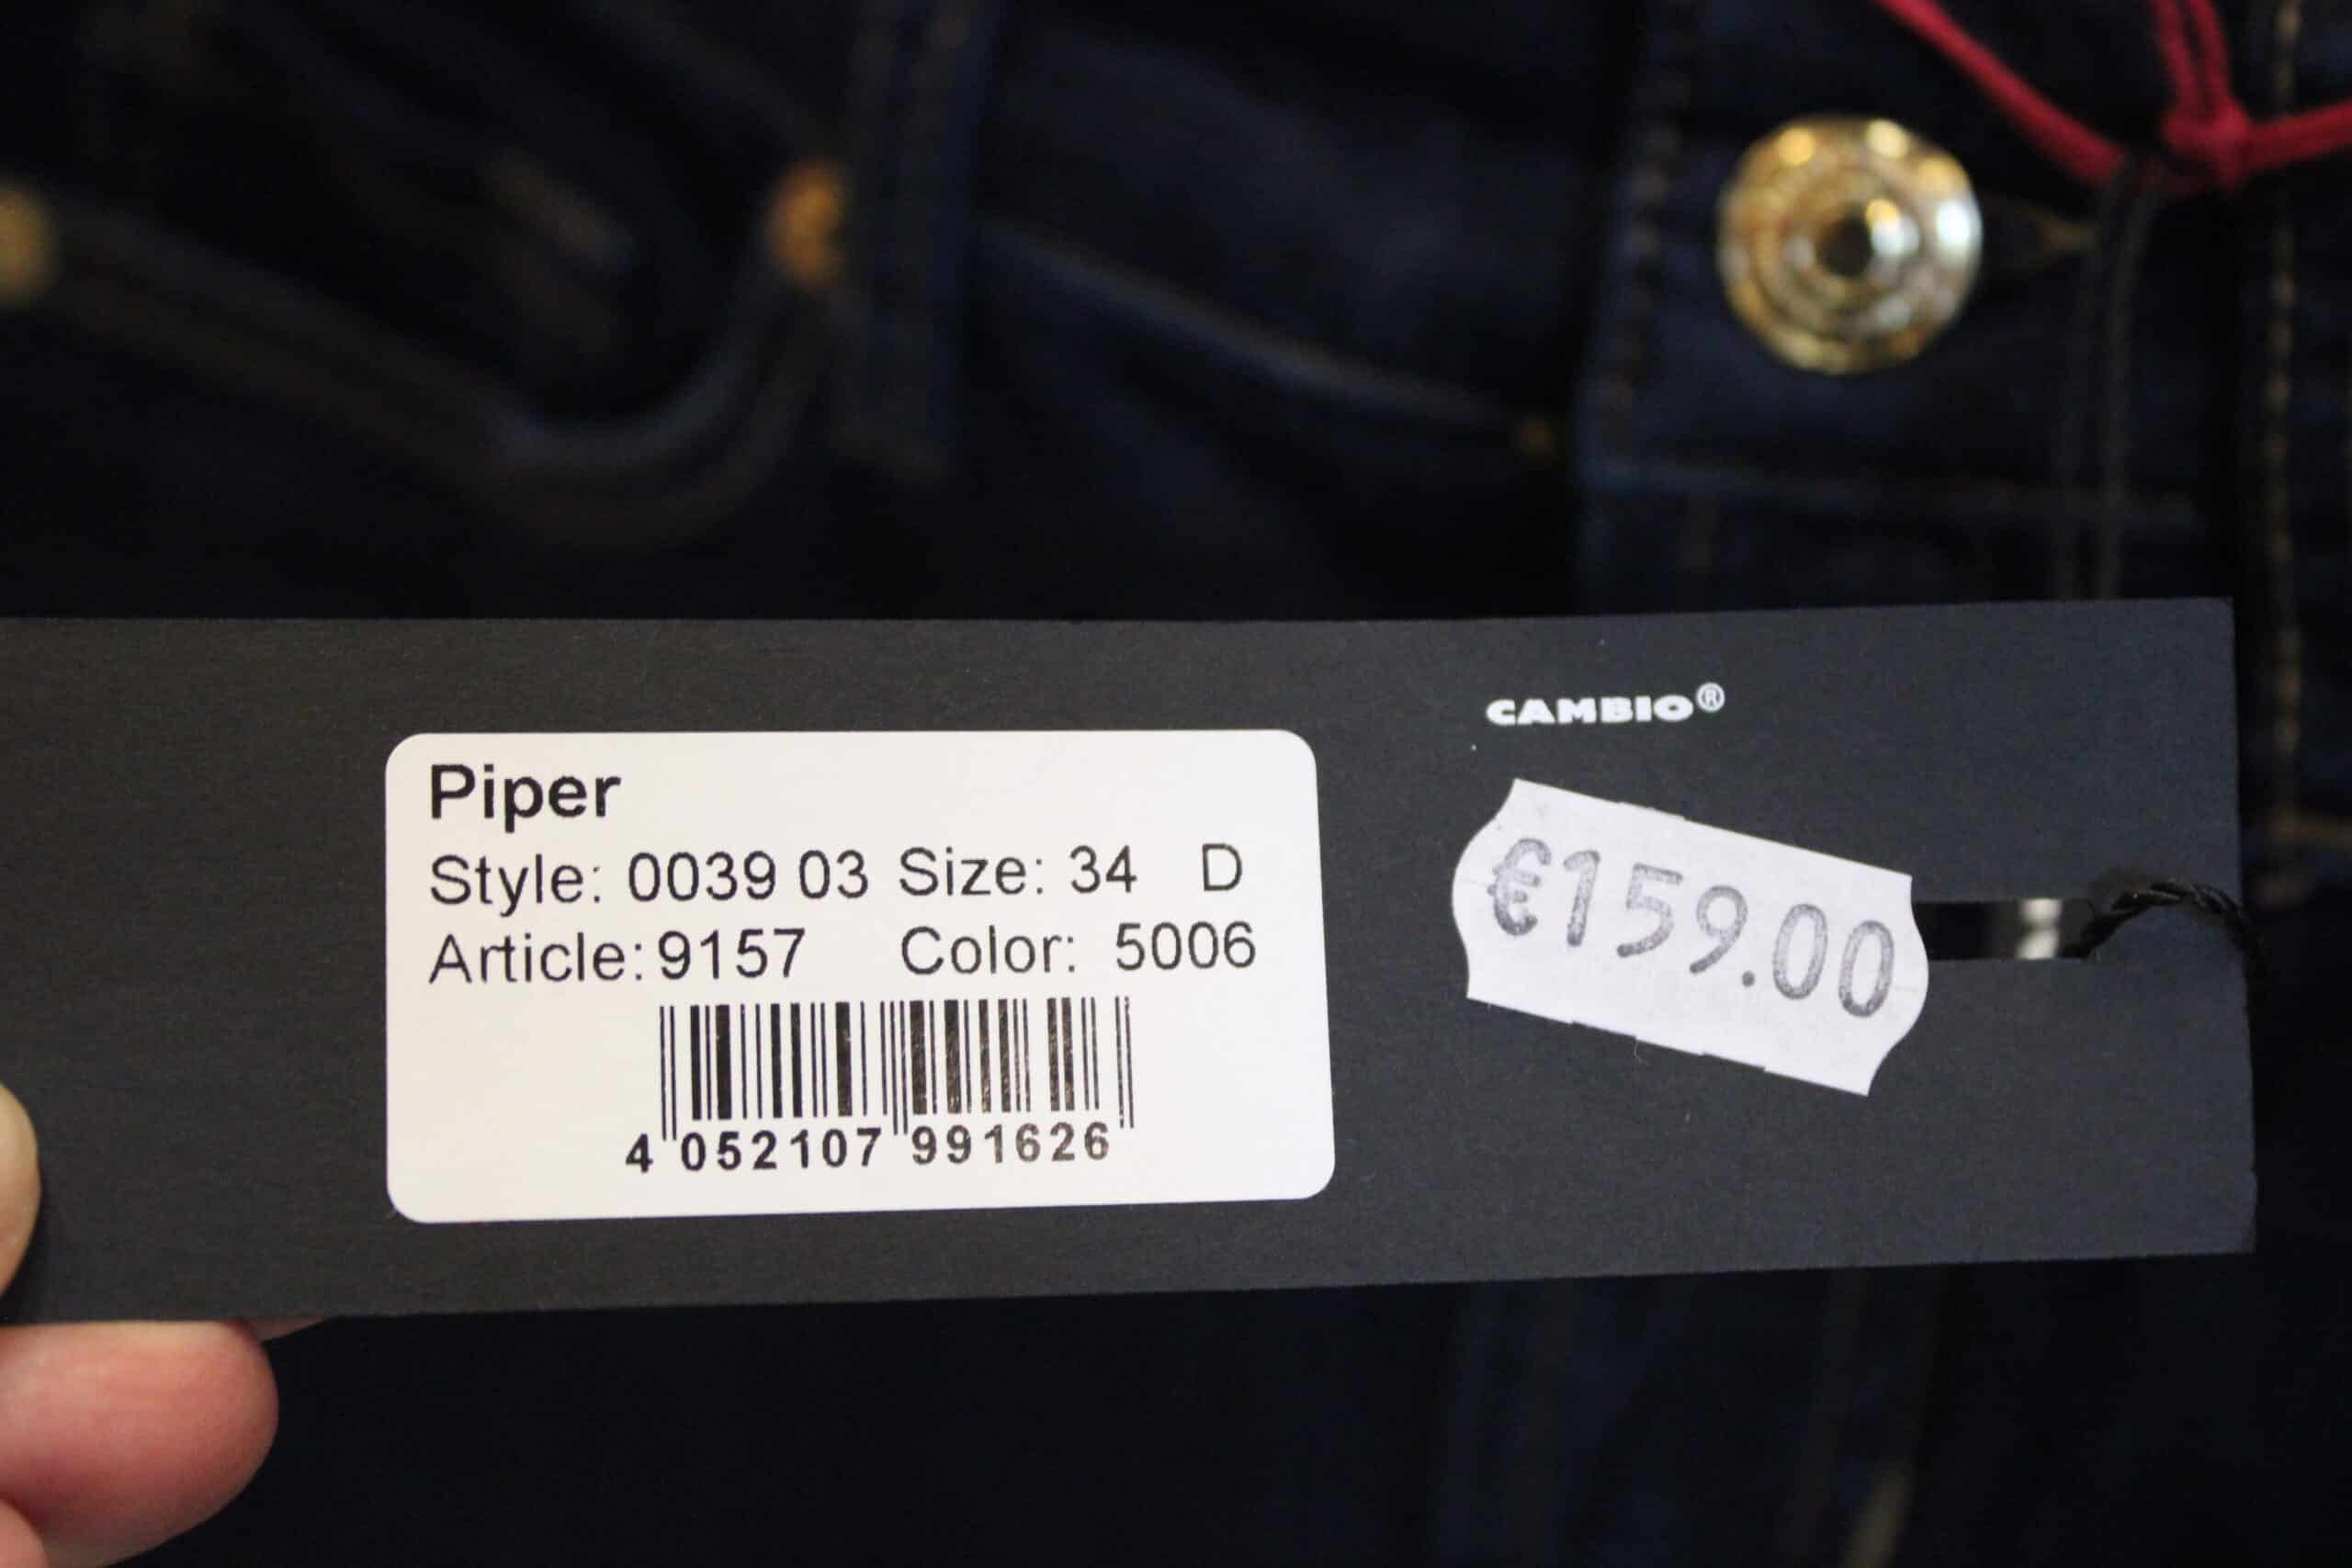 CAMBIO®
Piper
Style: 0039 03 Size: 34 D
Article: 9157 Color: 5006
4 052107 991626
€159.00